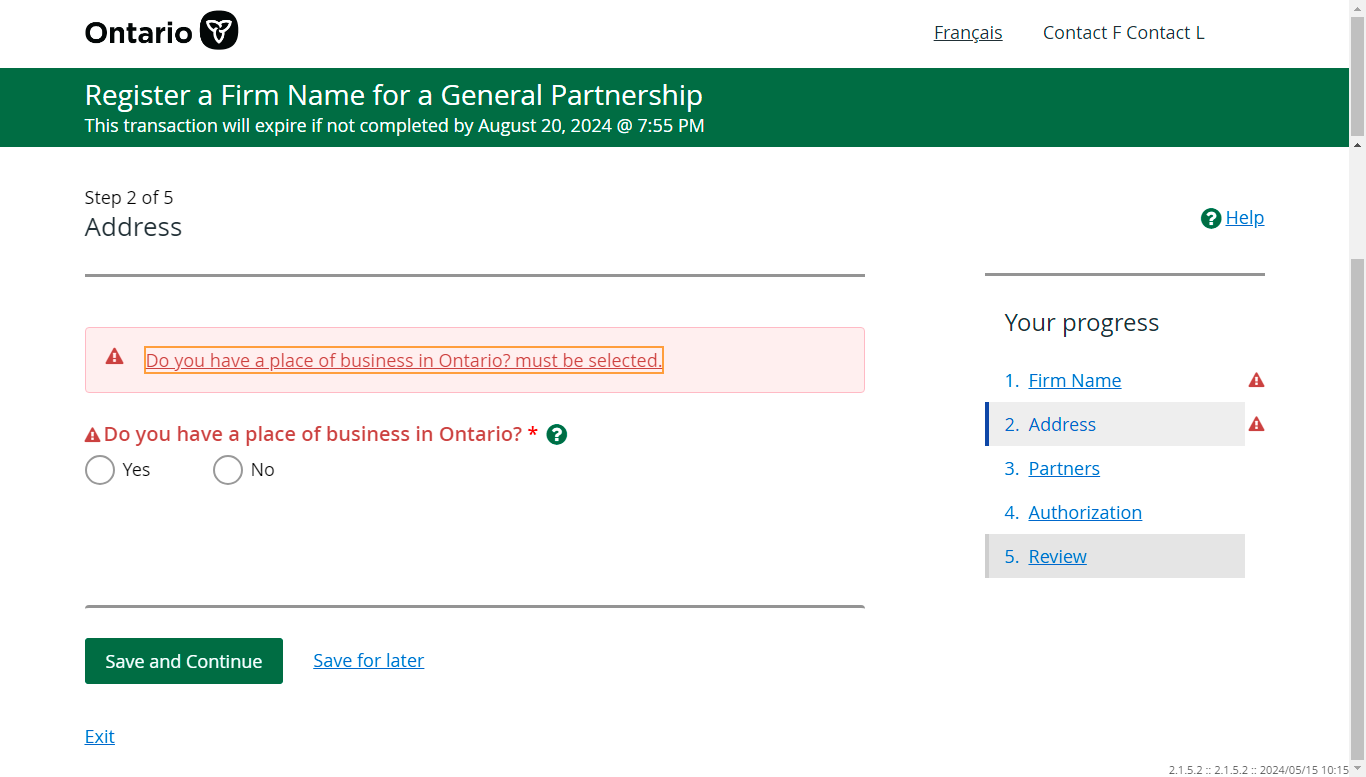 Ontario
Français
Contact F Contact L
Register a Firm Name for a General Partnership
This transaction will expire if not completed by August 20, 2024 @ 7:55 PM
Step 2 of 5
Address
? Help
Do you have a place of business in Ontario? must be selected.
Do you have a place of business in Ontario? * ?
Yes
No
Your progress
1. Firm Name
2. Address
3. Partners
4. Authorization
5. Review
Save and Continue
Save for later
Exit
2.1.5.2 :: 2.1.5.2 :: 2024/05/15 10:15